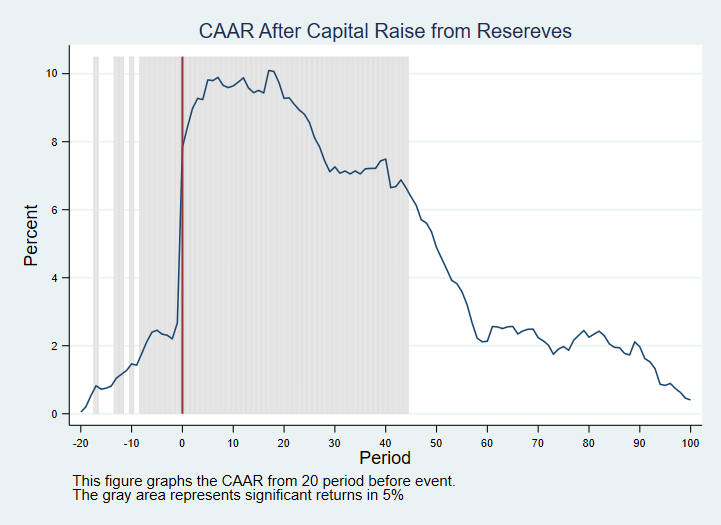 CAAR After Capital Raise from Resereves
Percent
10
8
6
4
2
0
-20 -10 0 10 20 30 40 50 60 70 80 90 100
Period
This figure graphs the CAAR from 20 period before event.
The gray area represents significant returns in 5%